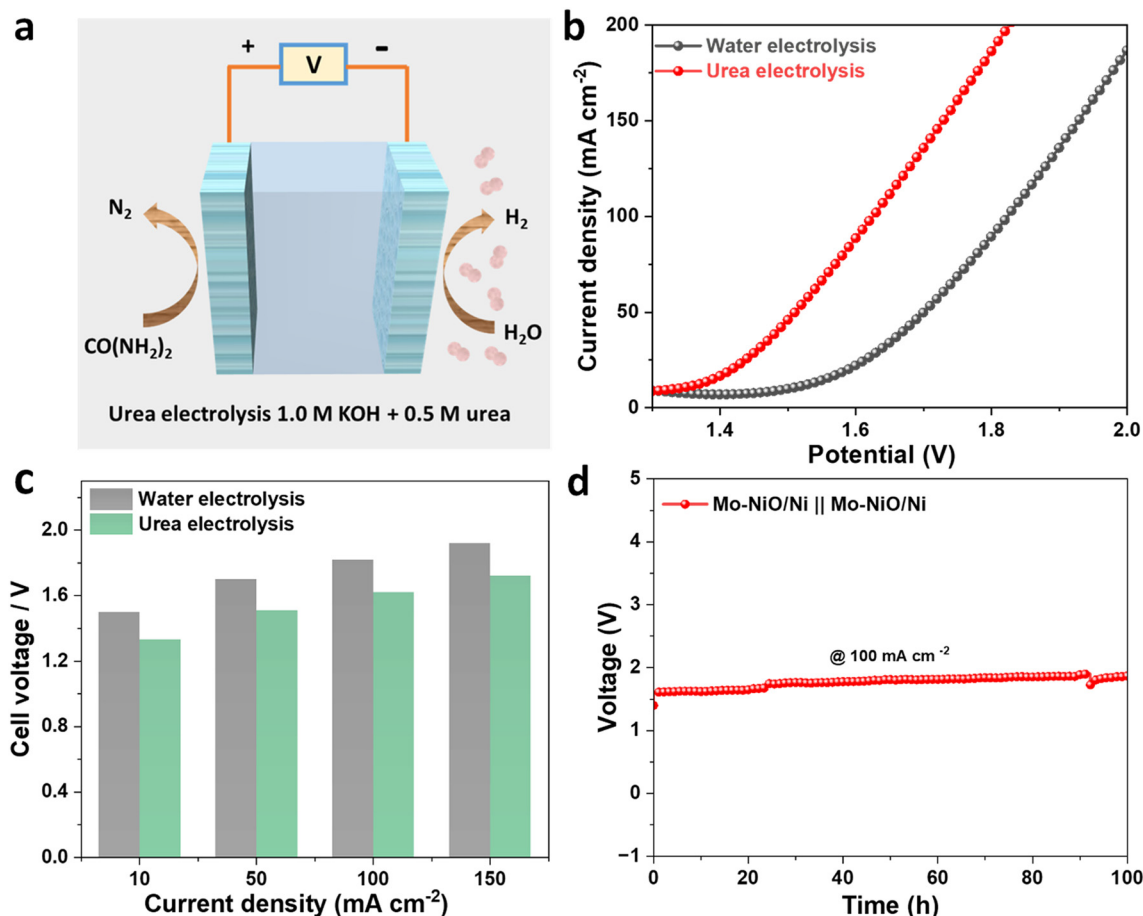 a
+
-
V
N₂
H₂
CO(NH₂)₂
H₂O
Urea electrolysis 1.0 M KOH + 0.5 M urea
b
Water electrolysis
Urea electrolysis
Current density (mA cm⁻²)
200
150
100
50
0
1.4
1.6
1.8
2.0
Potential (V)
c
Water electrolysis
Urea electrolysis
Cell voltage / V
2.0
1.6
1.2
0.8
0.4
0.0
10
50
100
150
Current density (mA cm⁻²)
d
Mo-NiO/Ni || Mo-NiO/Ni
@ 100 mA cm ⁻²
Voltage (V)
5
4
3
2
1
0
−1
0
20
40
60
80
100
Time (h)